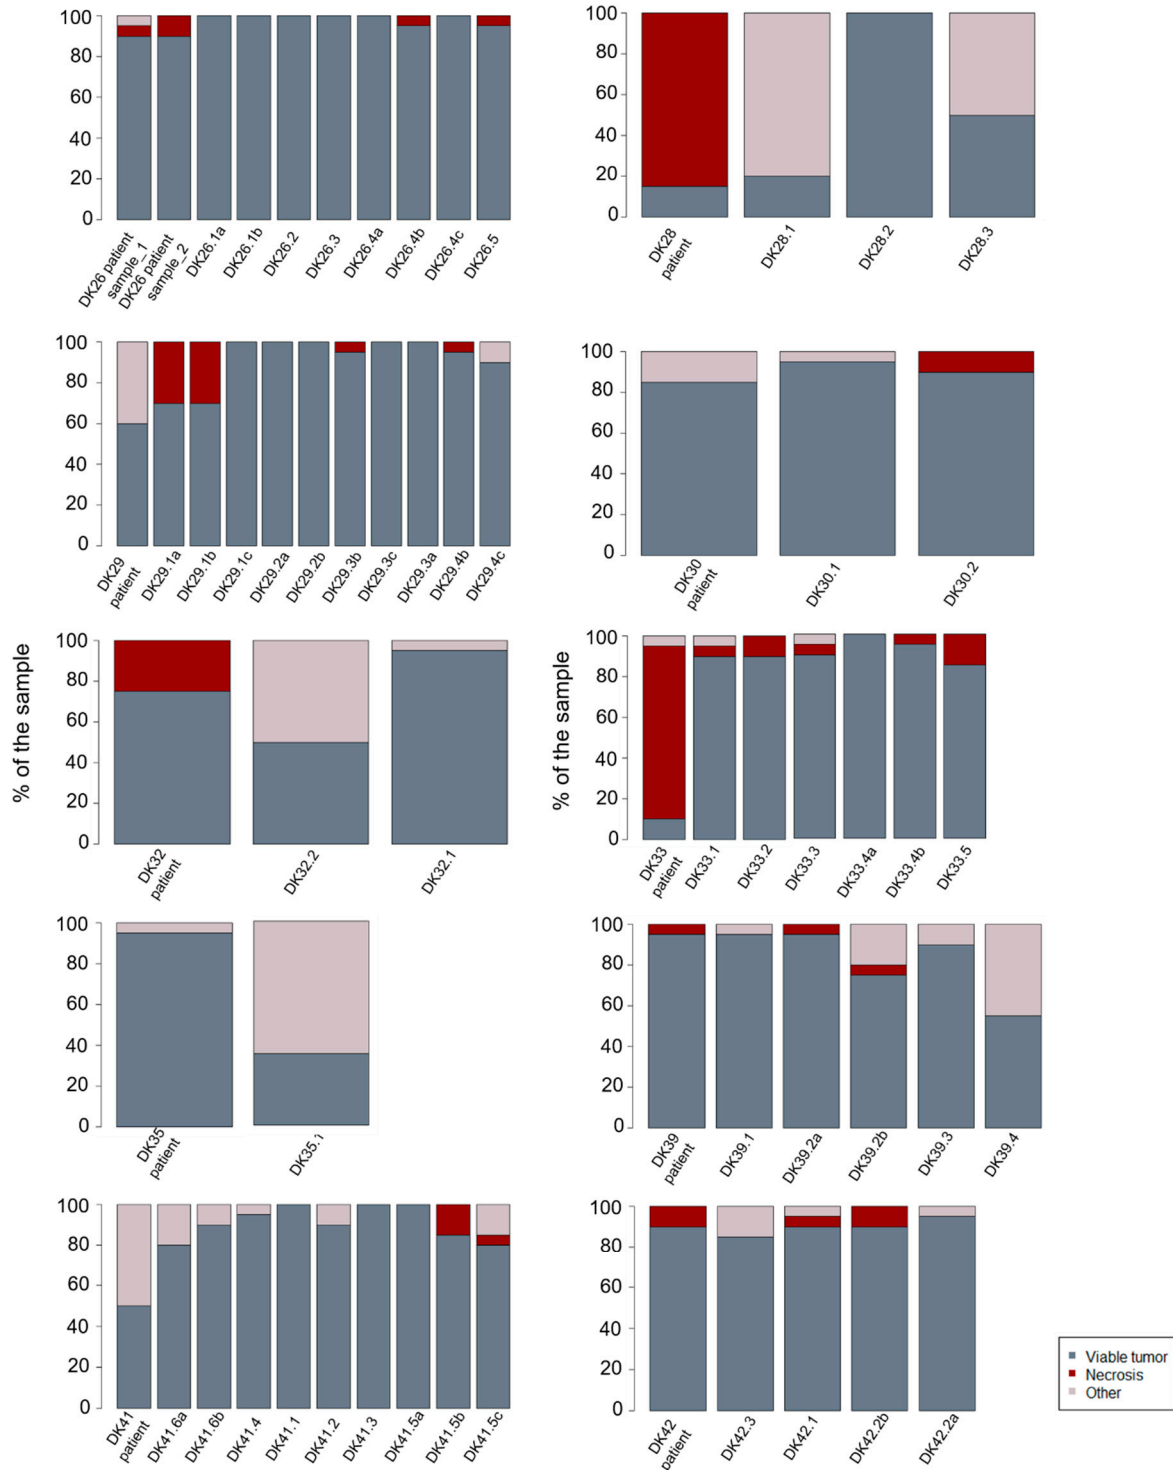 100
80
60
40
20
0
DK26 patient
sample_1
DK26 patient
sample_2
DK26.1a
DK26.1b
DK26.2
DK26.3
DK26.4a
DK26.4b
DK26.4c
DK26.5
100
80
60
40
20
0
DK28
patient
DK28.1
DK28.2
DK28.3
100
80
60
40
20
0
DK29
patient
DK29.1a
DK29.1b
DK29.1c
DK29.2a
DK29.2b
DK29.3b
DK29.3c
DK29.3a
DK29.4b
DK29.4c
100
80
60
40
20
0
DK30
patient
DK30.1
DK30.2
% of the sample
100
80
60
40
20
0
DK32
patient
DK32.2
DK32.1
% of the sample
100
80
60
40
20
0
DK33
patient
DK33.1
DK33.2
DK33.3
DK33.4a
DK33.4b
DK33.5
100
80
60
40
20
0
DK35
patient
DK35.1
100
80
60
40
20
0
DK39
patient
DK39.1
DK39.2a
DK39.2b
DK39.3
DK39.4
100
80
60
40
20
0
DK41
patient
DK41.6a
DK41.6b
DK41.4
DK41.1
DK41.2
DK41.3
DK41.5a
DK41.5b
DK41.5c
100
80
60
40
20
0
DK42
patient
DK42.3
DK42.1
DK42.2b
DK42.2a
Viable tumor
Necrosis
Other